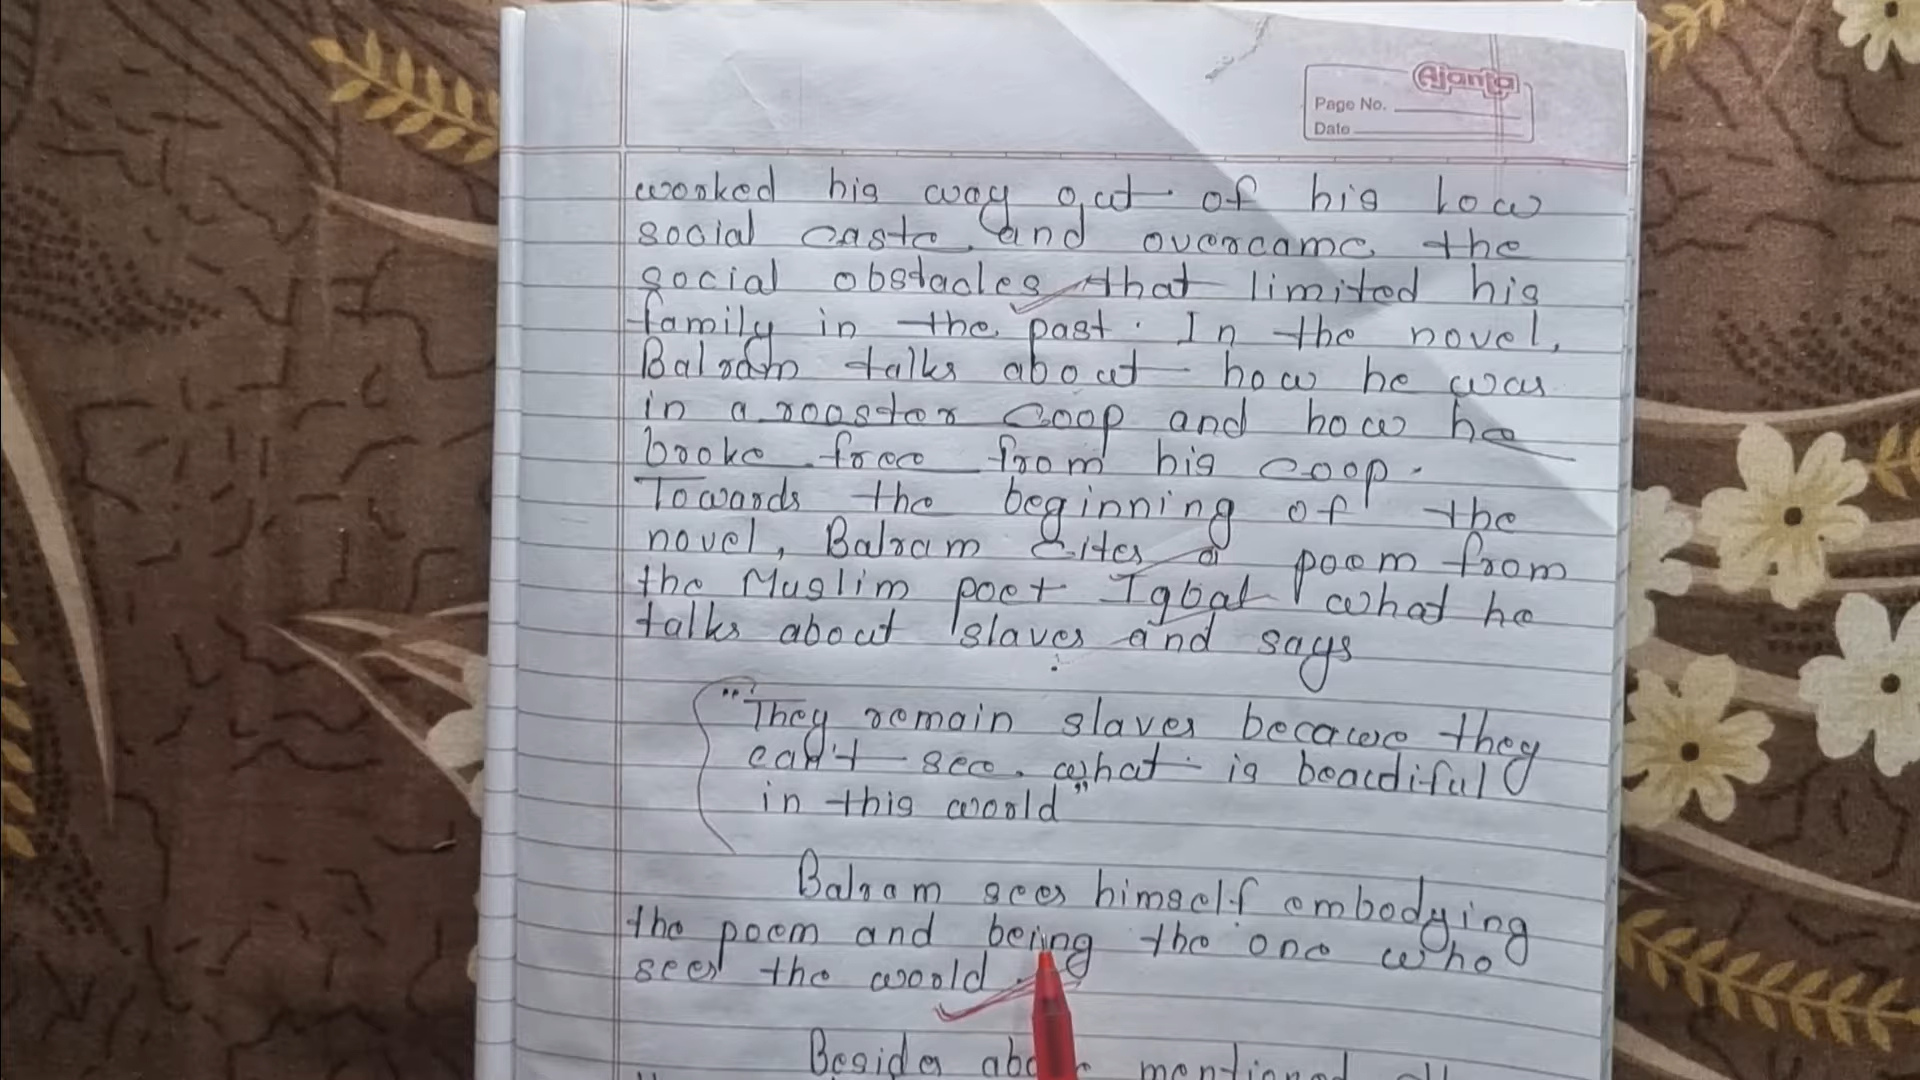 Ajanta
Page No.
Date
worked his way out of his low
social caste and overcame the
social obstacles that limited his
family in the past. In the novel,
Balram talks about how he was
in a rooster coop and how he
broke free from his coop.
Towards the beginning of the
novel, Balram cites a poem from
the Muslim poet Iqbal what he
talks about slaves and says
"They remain slaves because they
can't see what is beautiful
in this world"
Balram sees himself embodying
the poem and being the one who
sees the world
Besides mentioned